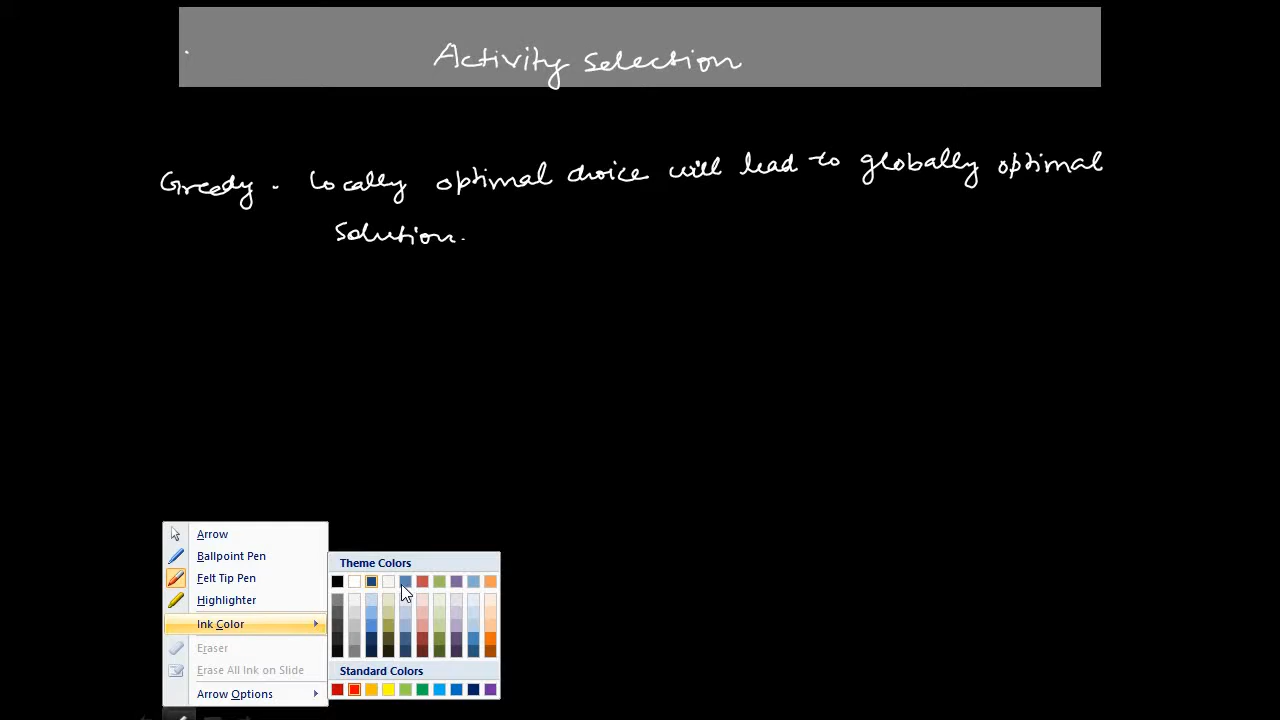 Activity Selection
Greedy. Locally optimal choice will lead to globally optimal
Solution.
Arrow
Ballpoint Pen
Felt Tip Pen
Highlighter
Ink Color
Eraser
Erase All Ink on Slide
Arrow Options
Theme Colors
Standard Colors